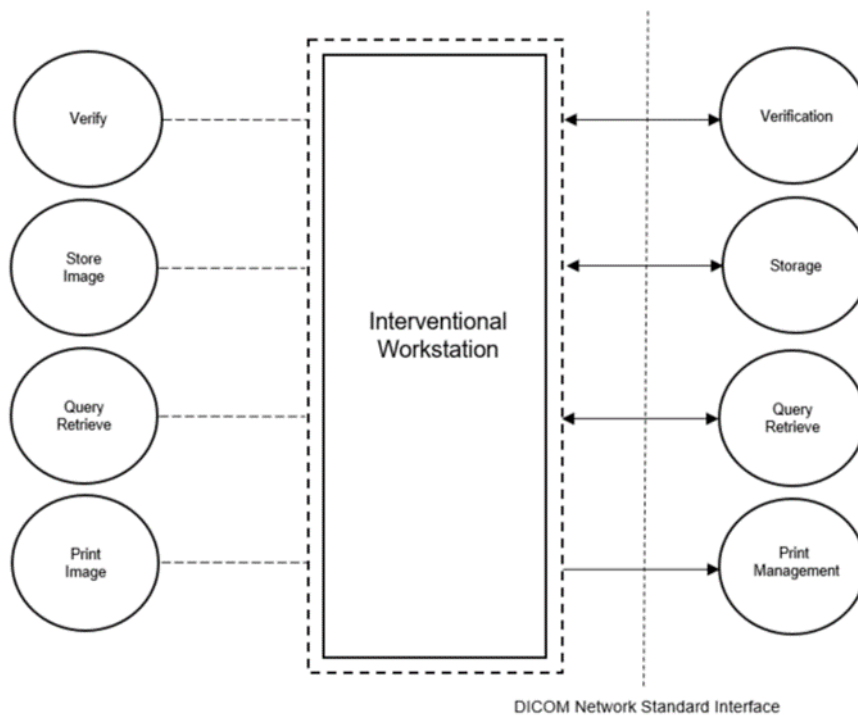 Verify
Verification
Store
Image
Storage
Interventional
Workstation
Query
Retrieve
Query
Retrieve
Print
Image
Print
Management
DICOM Network Standard Interface